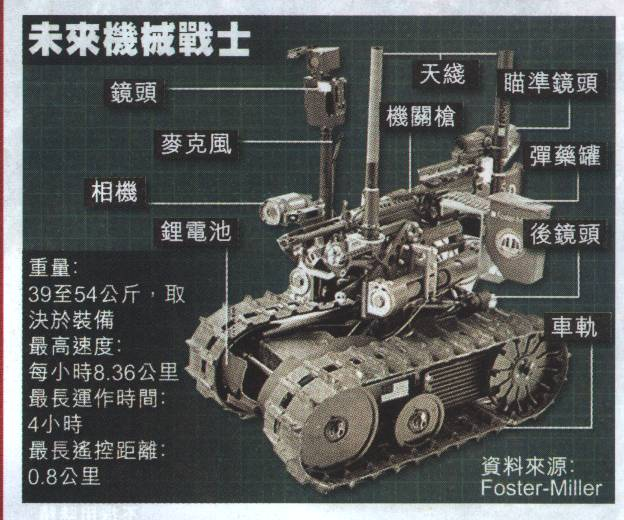 未來機械戰士
天綫
鏡頭
瞄準鏡頭
機關槍
麥克風
彈藥罐
相機
鋰電池
後鏡頭
重量:
39至54公斤，取
決於裝備
最高速度:
每小時8.36公里
最長運作時間:
4小時
最長遙控距離:
0.8公里
車軌
資料來源:
Foster-Miller